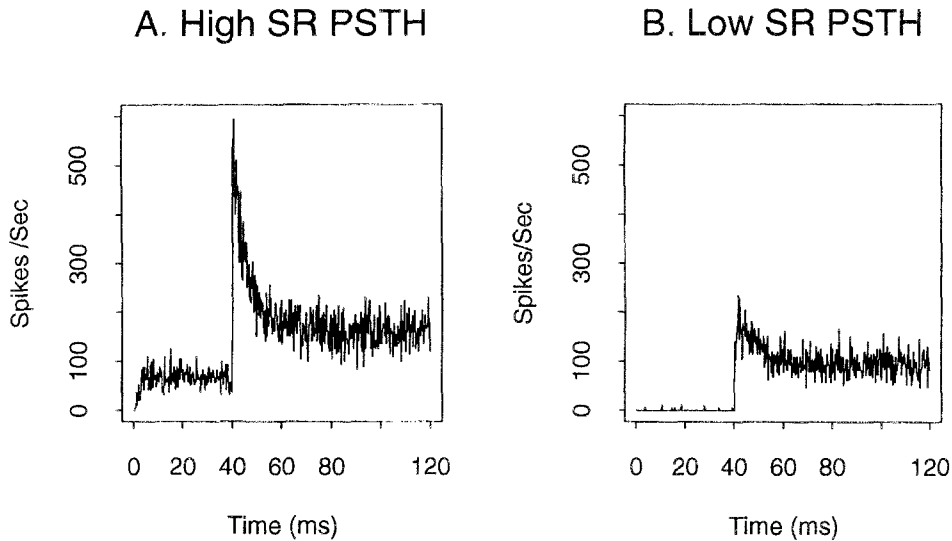 A. High SR PSTH
B. Low SR PSTH
500
300
100
0
Spikes /Sec
0 20 40 60 80 120
Time (ms)
500
300
100
0
Spikes/Sec
0 20 40 60 80 120
Time (ms)